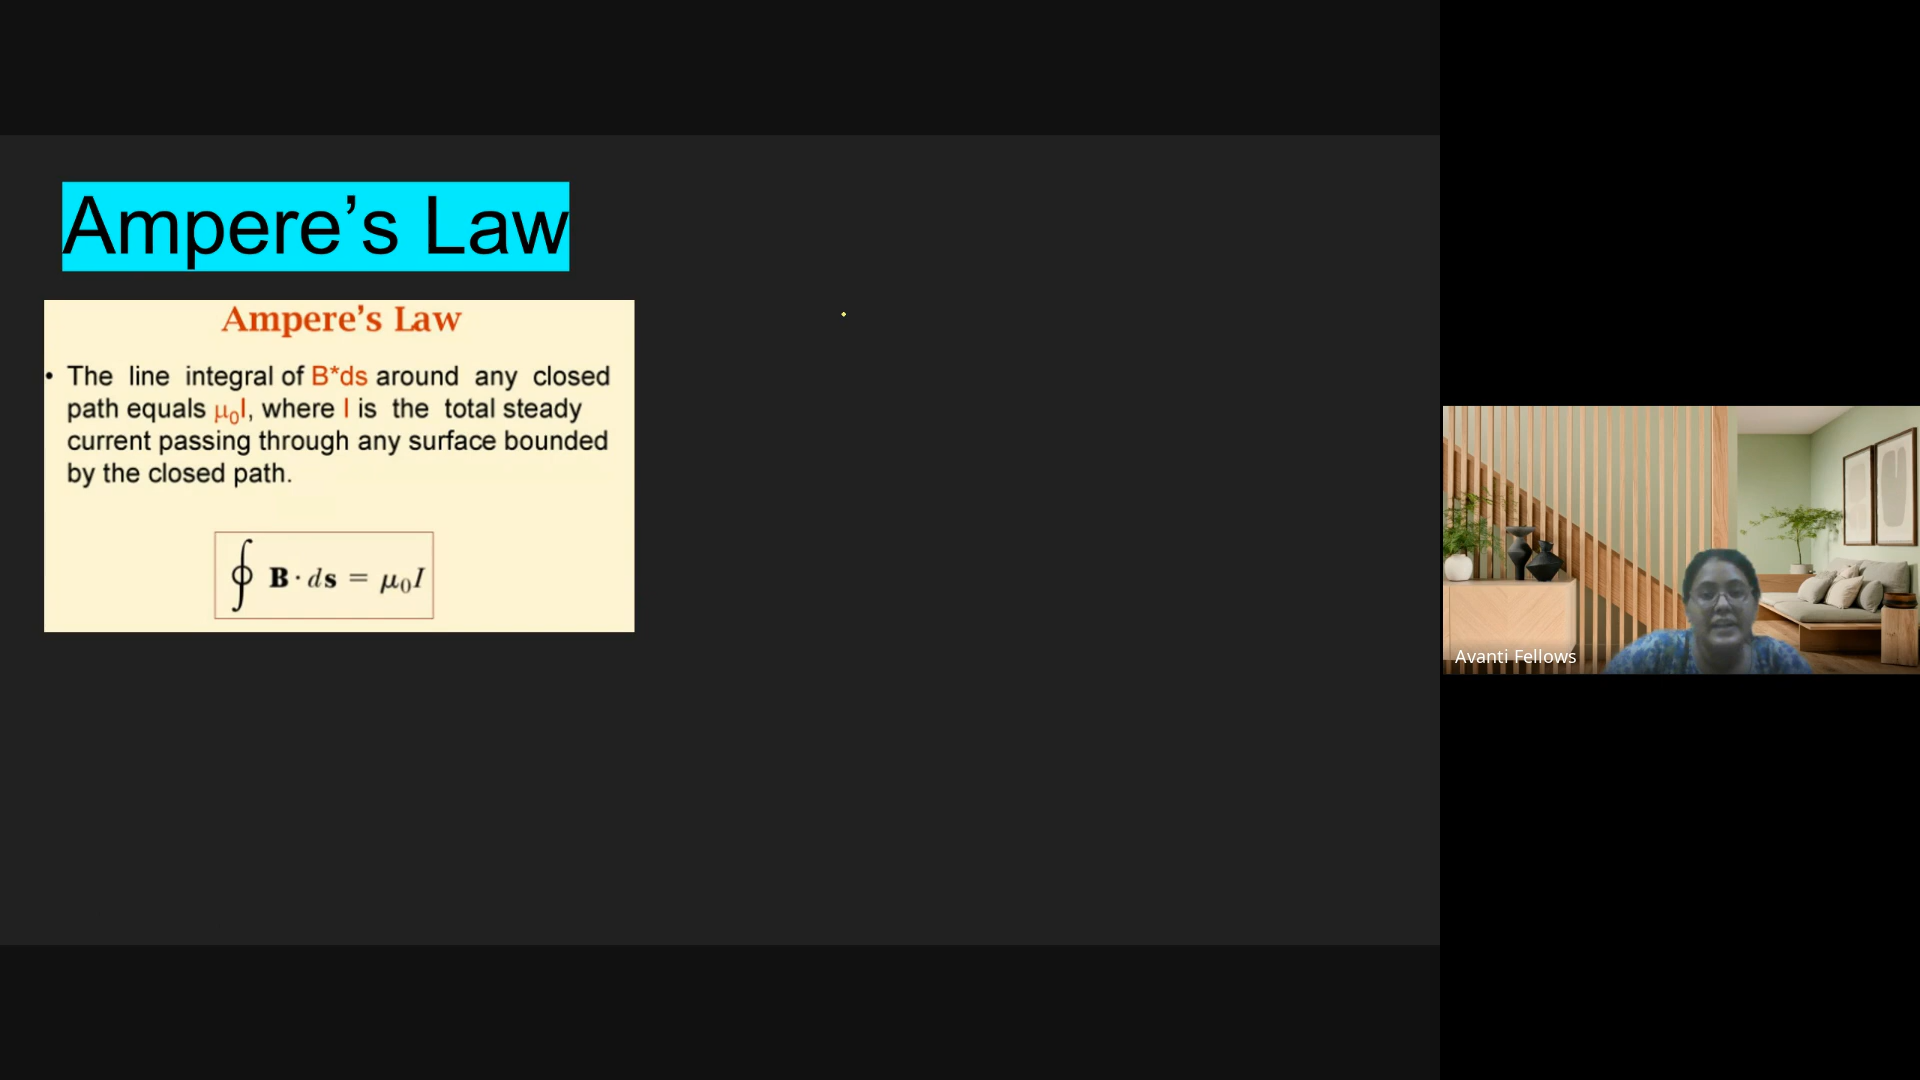 Ampere’s Law
Ampere’s Law
• The line integral of B*ds around any closed
path equals μ₀I, where I is the total steady
current passing through any surface bounded
by the closed path.
∮ B · ds = μ₀I
Avanti Fellows